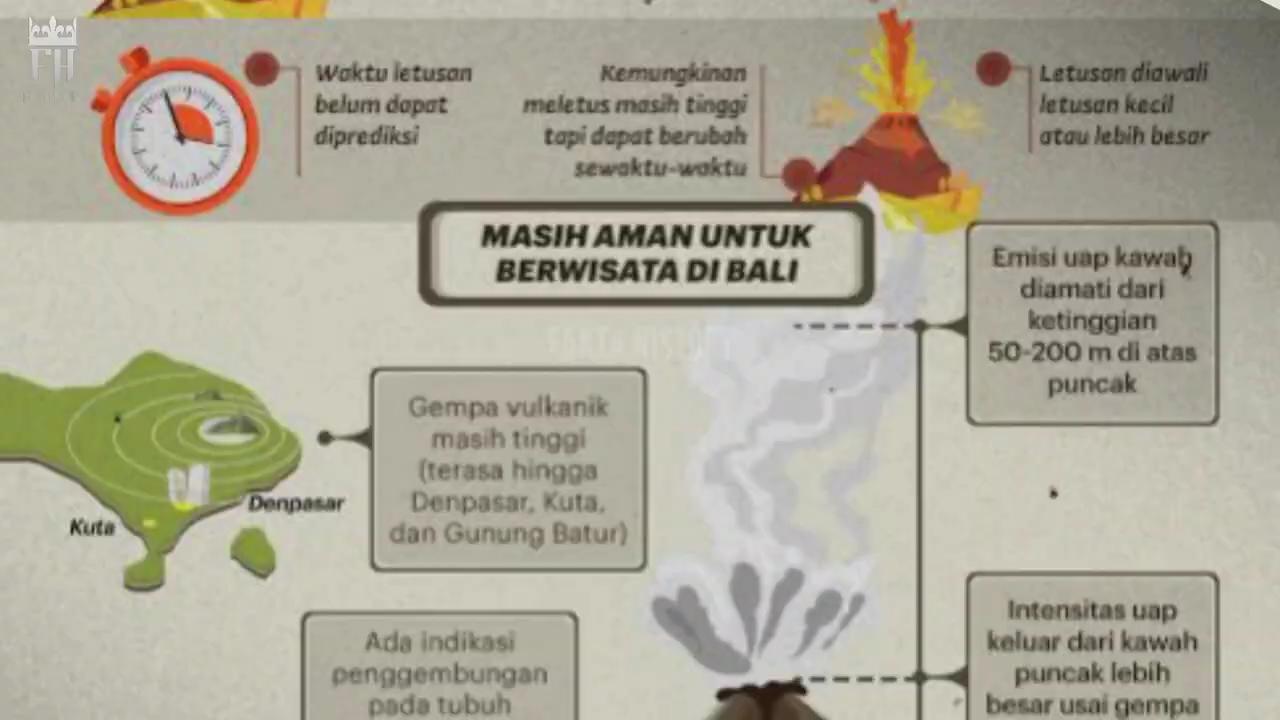 FH
Waktu letusan
belum dapat
diprediksi
Kemungkinan
meletus masih tinggi
tapi dapat berubah
sewaktu-waktu
Letusan diawali
letusan kecil
atau lebih besar
MASIH AMAN UNTUK
BERWISATA DI BALI
Emisi uap kawah
diamati dari
ketinggian
50-200 m di atas
puncak
Gempa vulkanik
masih tinggi
(terasa hingga
Denpasar, Kuta,
dan Gunung Batur)
Denpasar
Kuta
Ada indikasi
penggembungan
pada tubuh
Intensitas uap
keluar dari kawah
puncak lebih
besar usai gempa